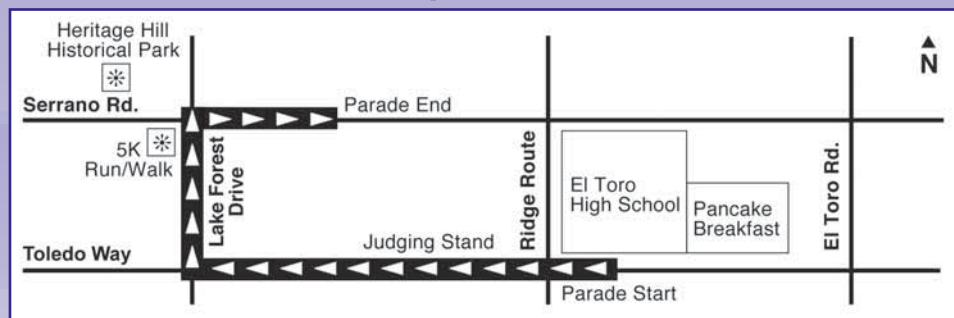 Heritage Hill
Historical Park
N
Serrano Rd.
Parade End
5K
Run/Walk
Lake Forest
Drive
Ridge Route
El Toro
High School
Pancake
Breakfast
El Toro Rd.
Judging Stand
Toledo Way
Parade Start